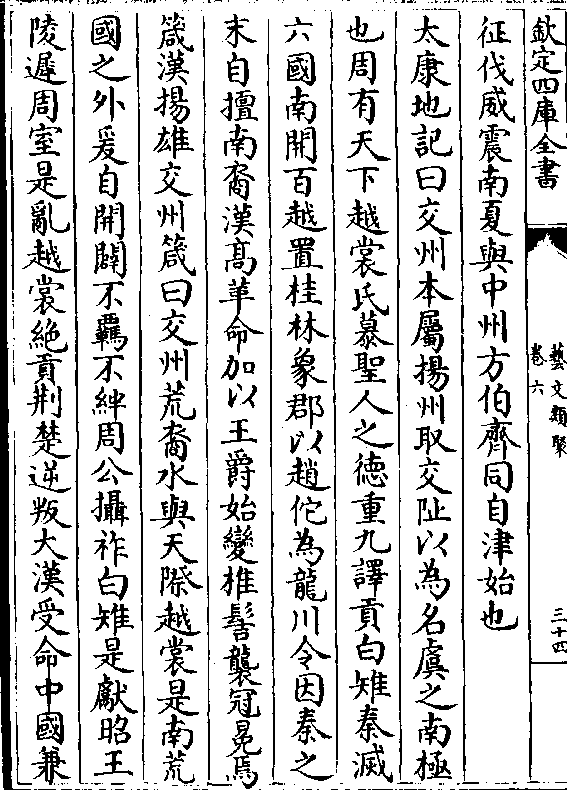 欽定四庫全書
藝文類聚
卷六
三十四
征伐威震南夏與中州方伯齊同自津始也
太康地記曰交州本屬揚州取交阯以為名虞之南極
也周有天下越裳氏慕聖人之徳重九譯貢白雉秦滅
六國南開百越置桂林象郡以趙佗為龍川令因秦之
末自擅南裔漢髙革命加以王爵始變椎髻襲冠冕焉
箴漢揚雄交州箴曰交州荒裔水與天際越裳是南荒
國之外爰自開闢不羈不絆周公攝祚白雉是獻昭王
陵遲周室是亂越裳絶貢荆楚逆叛大漢受命中國兼